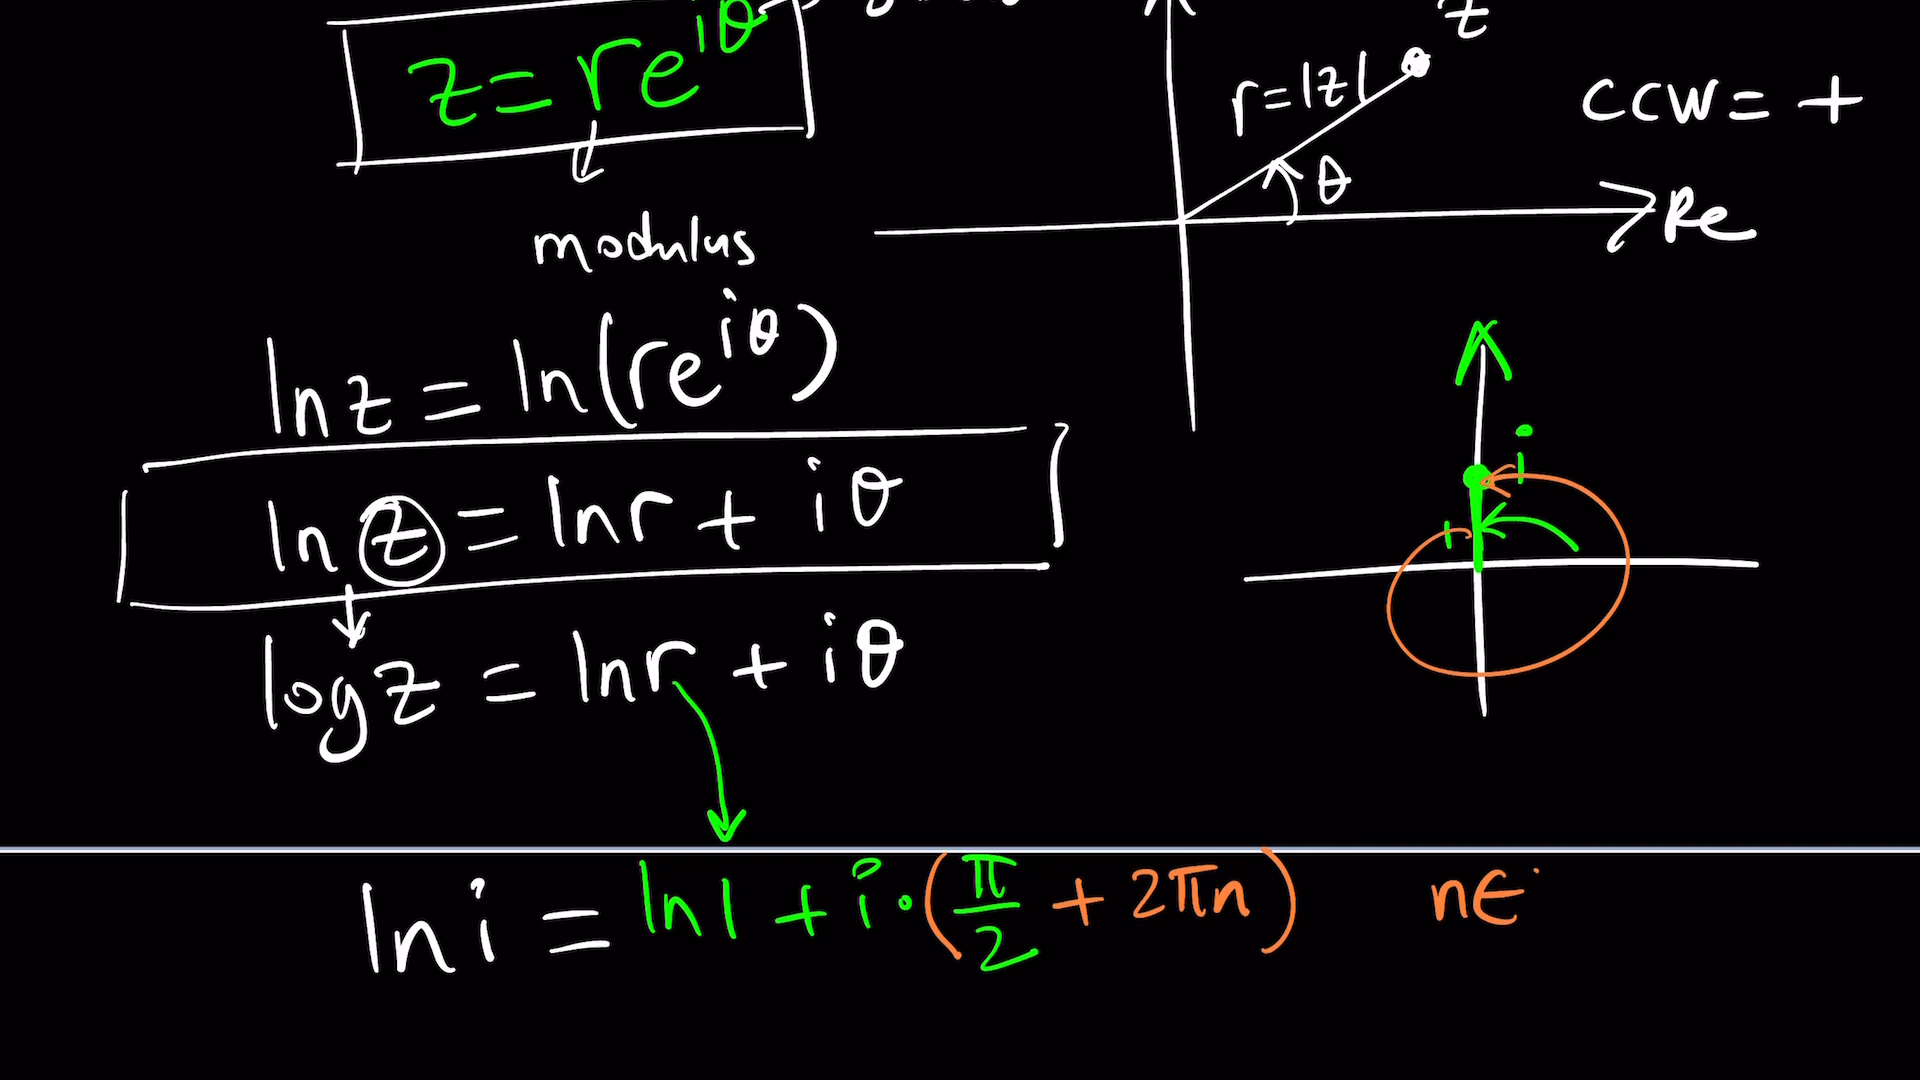 z = re^{iθ}
z
r = |z|
θ
CCW = +
Re
modulus
ln z = ln(re^{iθ})
ln z = ln r + iθ
log z = ln r + iθ
i
1
ln i = ln 1 + i·(π/2 + 2πn) n∈